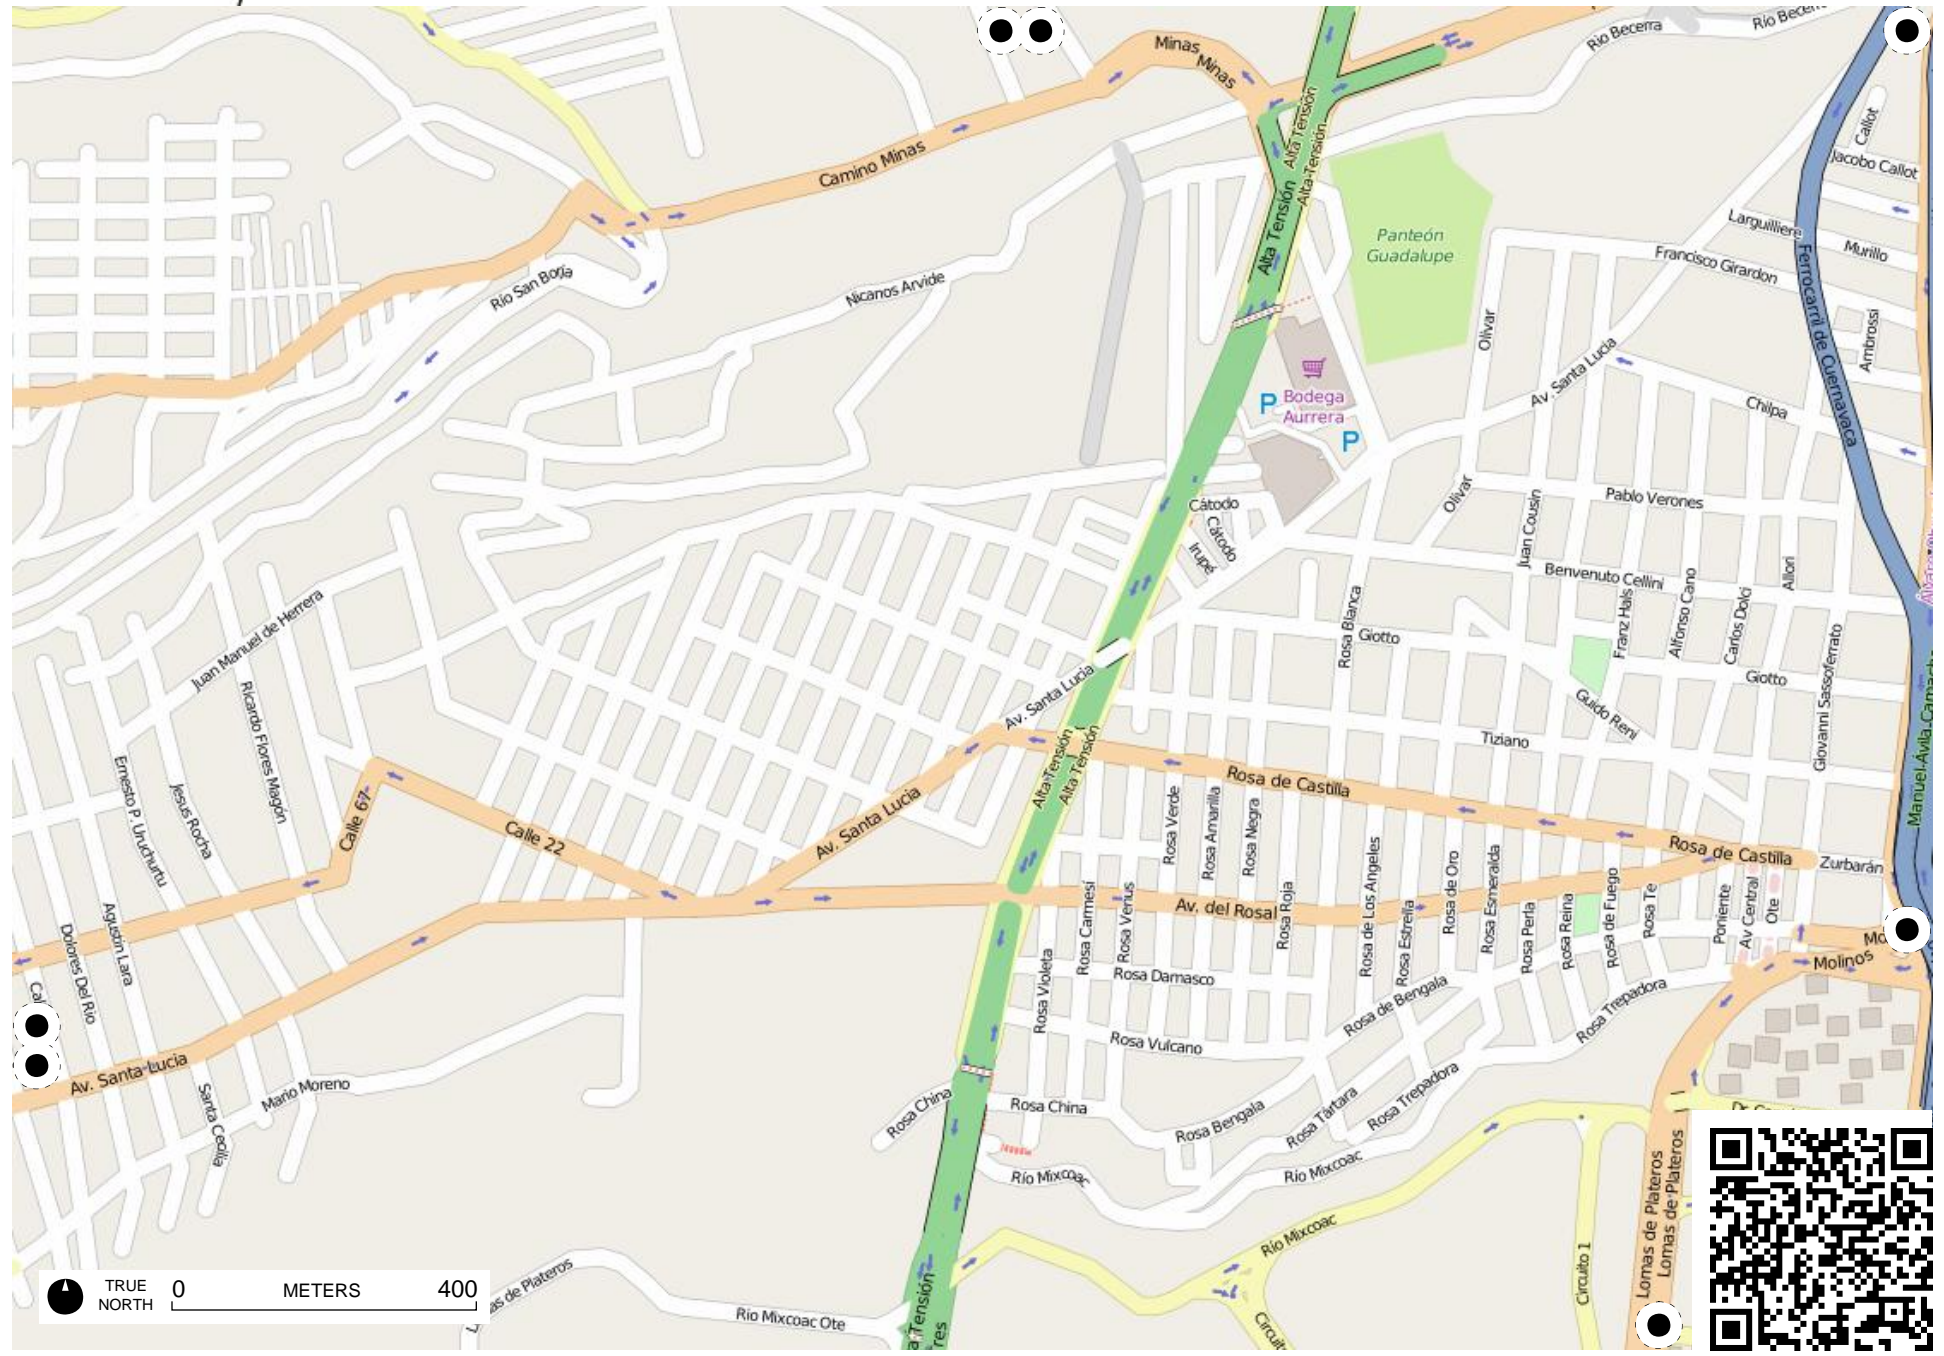 Río Becerra
Río
Minas
Minas
Camino Minas
Alta Tensión
Alta Tensión
Alta Tensión
Callot
Jacobo Callot
Larguilliere
Murillo
Francisco Girardon
Panteón
Guadalupe
Río San Borja
Nicanos Arvide
Ferrocarril de Cuernavaca
Ambrossi
Olivar
Av. Santa Lucia
Bodega
Aurrera
P
P
Chilpa
Olivar
Pablo Verones
Cátodo
Cátodo
Irupé
Juan Cousin
Benvenuto Cellini
Allori
Juan Manuel de Herrera
Rosa Blanca
Giotto
Franz Hals
Alfonso Cano
Carlos Dolci
Giovanni Sassoferrato
Giotto
Guido Reni
Av. Santa Lucia
Ricardo Flores Magón
Tiziano
Manuel Ávila Camacho
Alta Tensión
Alta Tensión
Rosa de Castilla
Ernesto P. Uruchurtu
Jesus Rocha
Calle 67
Calle 22
Av. Santa Lucia
Rosa Verde
Rosa Amarilla
Rosa Negra
Rosa de Castilla
Zurbarán
Rosa de Los Angeles
Rosa de Oro
Rosa Esmeralda
Rosa Carmesí
Rosa Venus
Av. del Rosal
Rosa Roja
Rosa Estrella
Rosa Perla
Rosa Reina
Rosa de Fuego
Rosa Te
Poniente
Av Central
Ote
Dolores Del Rio
Agustin Lara
Rosa Violeta
Rosa Damasco
Rosa de Bengala
Rosa Trepadora
Molinos
Rosa Vulcano
Av. Santa Lucia
Mario Moreno
Santa Cecilia
Rosa China
Rosa China
Rosa Bengala
Rosa Tártara
Rosa Trepadora
Río Mixcoac
Río Mixcoac
Río Mixcoac
Circuito 1
Lomas de Plateros
Lomas de Plateros
TRUE
NORTH
0 METERS 400
de Plateros
Río Mixcoac Ote
Tensión